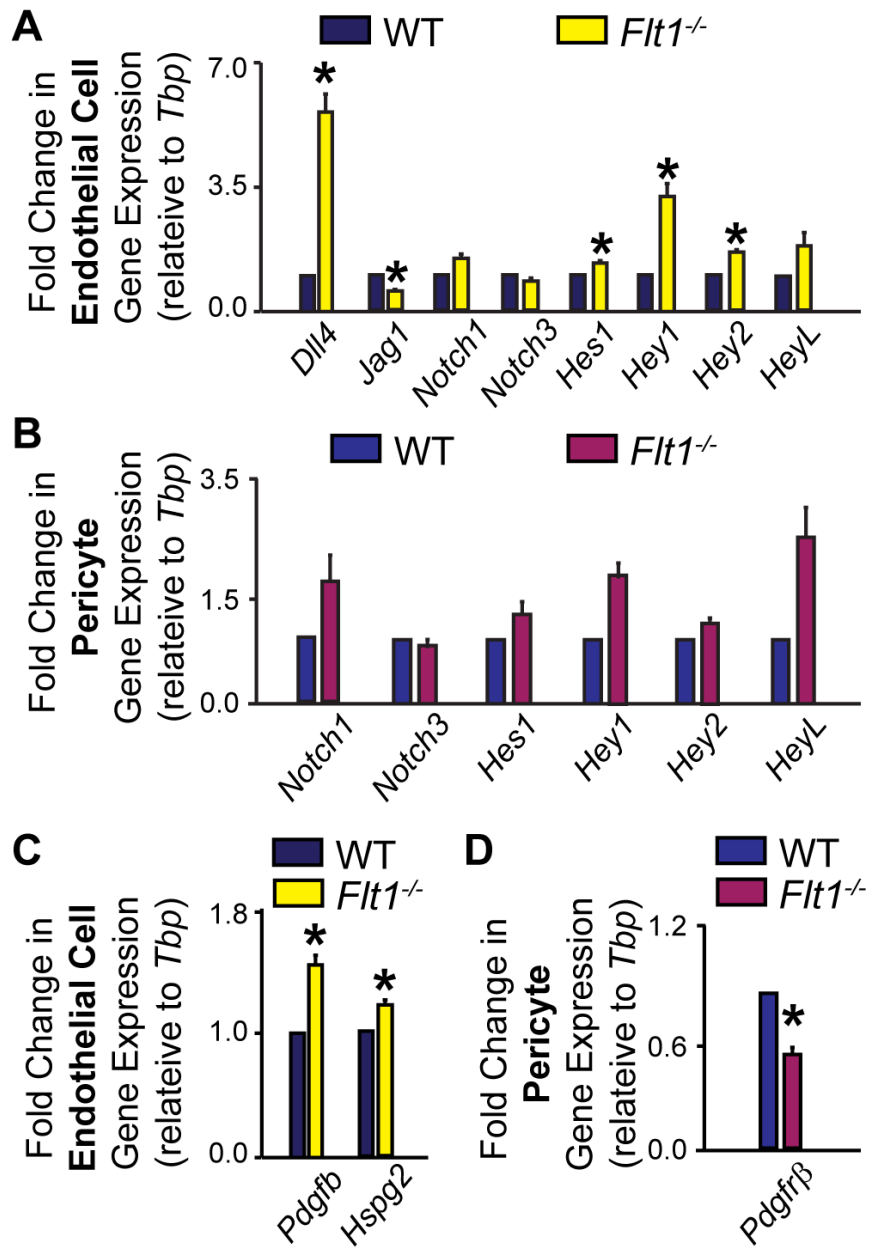 A
WT
Flt1-/-
Fold Change in
Endothelial Cell
Gene Expression
(relateive to Tbp)
7.0
3.5
0.0
*
*
*
*
*
Dll4
Jag1
Notch1
Notch3
Hes1
Hey1
Hey2
HeyL
B
WT
Flt1-/-
Fold Change in
Pericyte
Gene Expression
(relateive to Tbp)
3.5
1.5
0.0
Notch1
Notch3
Hes1
Hey1
Hey2
HeyL
C
WT
Flt1-/-
Fold Change in
Endothelial Cell
Gene Expression
(relateive to Tbp)
1.8
1.0
0.0
*
*
Pdgfb
Hspg2
D
WT
Flt1-/-
Fold Change in
Pericyte
Gene Expression
(relateive to Tbp)
1.2
0.6
0.0
*
Pdgfrβ